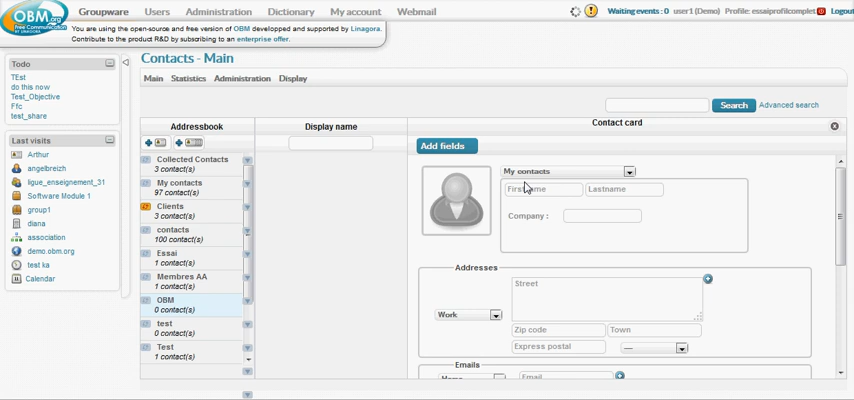 OBM.org
Free Communication
BY LINAGORA
Groupware Users Administration Dictionary My account Webmail
Waiting events : 0 user1 (Demo) Profile: essaiprofilcomplet Logout
You are using the open-source and free version of OBM developped and supported by Linagora.
Contribute to the product R&D by subscribing to an enterprise offer.
Todo
TEst
do this now
Test_Objective
Ffc
test_share
Last visits
Arthur
angelbreizh
ligue_enseignement_31
Software Module 1
group1
diana
association
demo.obm.org
test ka
Calendar
Contacts - Main
Main Statistics Administration Display
Search Advanced search
Addressbook
Collected Contacts
3 contact(s)
My contacts
97 contact(s)
Clients
3 contact(s)
contacts
100 contact(s)
Essai
1 contact(s)
Membres AA
1 contact(s)
OBM
0 contact(s)
test
0 contact(s)
Test
1 contact(s)
Display name
Contact card
Add fields
My contacts
Firstname Lastname
Company :
Addresses
Street
Work
Zip code Town
Express postal ---
Emails
Home Email